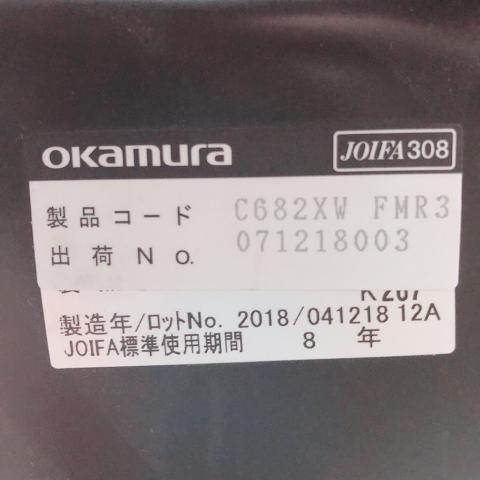 OKamura
JOIFA308
製品コード C682XW FMR3
出荷No. 071218003
製造年/ロットNo. 2018/041218 12A
JOIFA標準使用期間 8 年